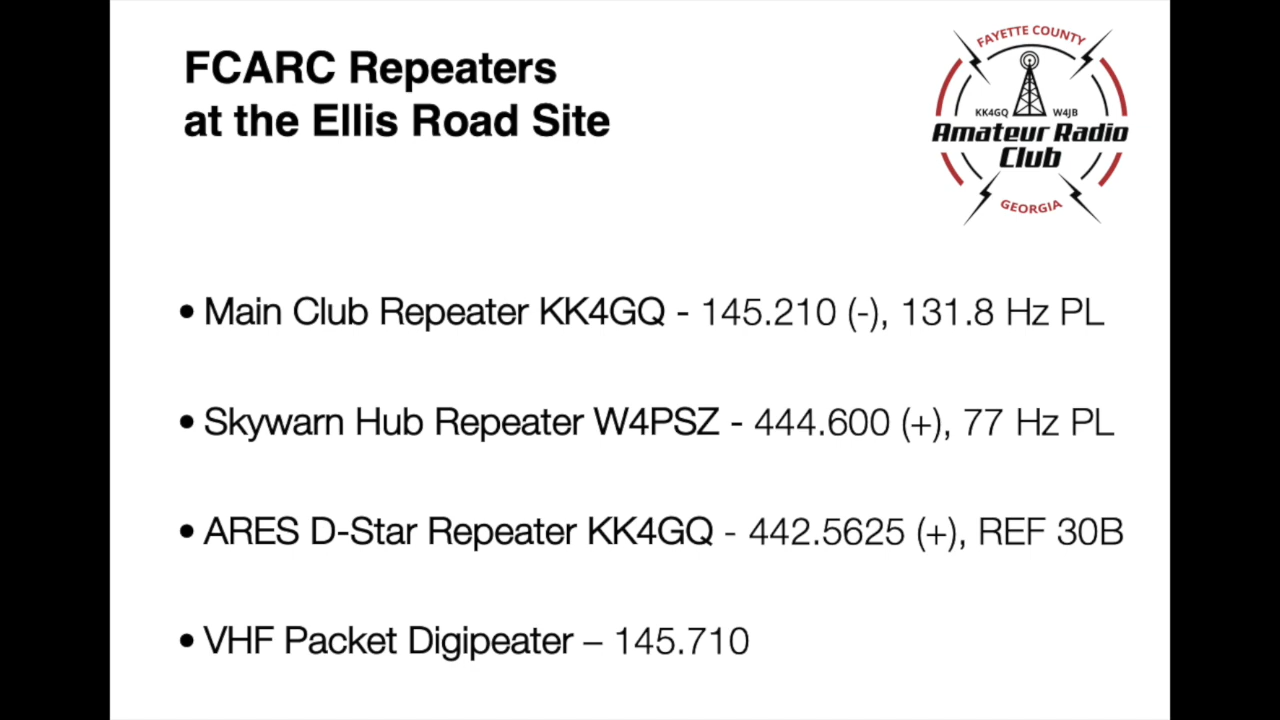 FCARC Repeaters
at the Ellis Road Site
FAYETTE COUNTY
KK4GQ W4JB
Amateur Radio
Club
GEORGIA
• Main Club Repeater KK4GQ - 145.210 (-), 131.8 Hz PL
• Skywarn Hub Repeater W4PSZ - 444.600 (+), 77 Hz PL
• ARES D-Star Repeater KK4GQ - 442.5625 (+), REF 30B
• VHF Packet Digipeater – 145.710